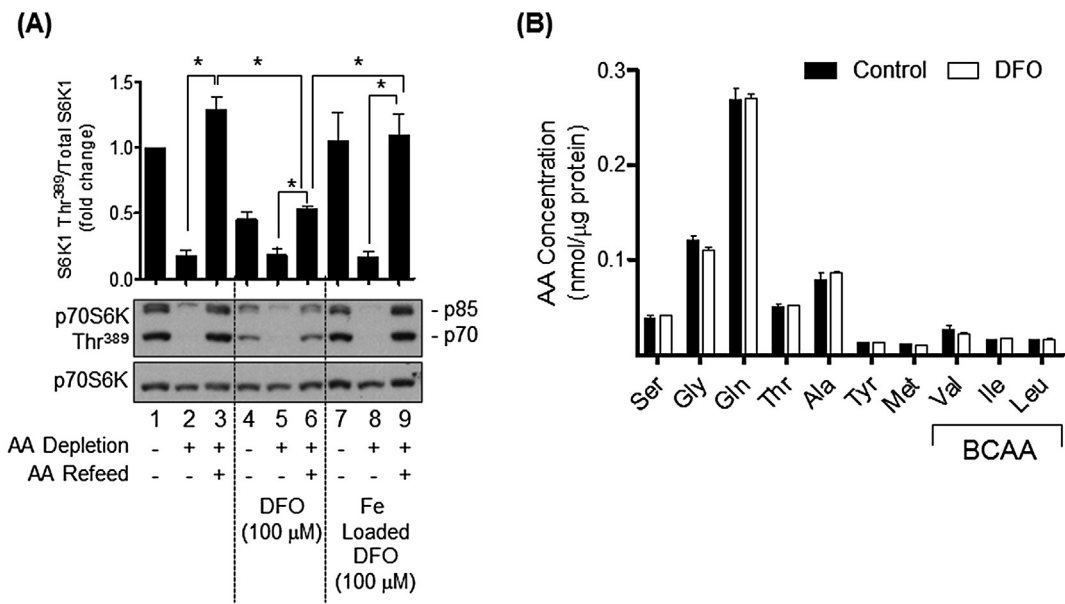 (A)
S6K1 Thr389/Total S6K1
(fold change)
1.5
1.0
0.5
0.0
* * *
*
*
p70S6K
Thr389
- p85
- p70
p70S6K
1 2 3 4 5 6 7 8 9
AA Depletion - + + - + + - + +
AA Refeed - - + - - + - - +
DFO
(100 µM)
Fe
Loaded
DFO
(100 µM)
(B)
Control DFO
AA Concentration
(nmol/µg protein)
0.3
0.2
0.1
Ser Gly Gln Thr Ala Tyr Met Val Ile Leu
BCAA